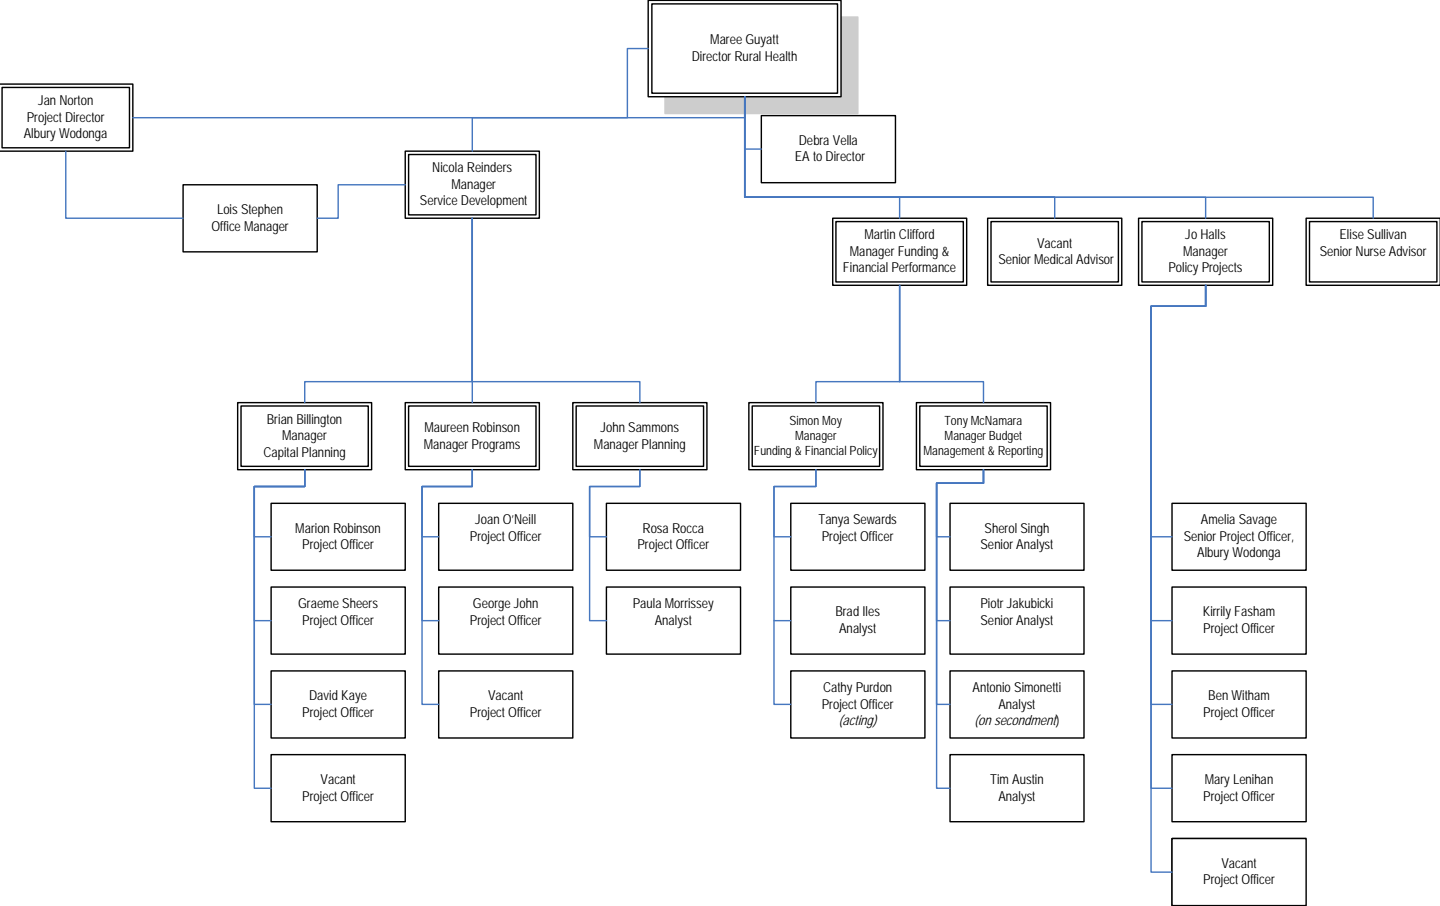 Maree Guyatt
Director Rural Health
Jan Norton
Project Director
Albury Wodonga
Debra Vella
EA to Director
Nicola Reinders
Manager
Service Development
Lois Stephen
Office Manager
Martin Clifford
Manager Funding &
Financial Performance
Vacant
Senior Medical Advisor
Jo Halls
Manager
Policy Projects
Elise Sullivan
Senior Nurse Advisor
Brian Billington
Manager
Capital Planning
Maureen Robinson
Manager Programs
John Sammons
Manager Planning
Simon Moy
Manager
Funding & Financial Policy
Tony McNamara
Manager Budget
Management & Reporting
Marion Robinson
Project Officer
Joan O'Neill
Project Officer
Rosa Rocca
Project Officer
Tanya Sewards
Project Officer
Sherol Singh
Senior Analyst
Amelia Savage
Senior Project Officer,
Albury Wodonga
Graeme Sheers
Project Officer
George John
Project Officer
Paula Morrissey
Analyst
Brad Iles
Analyst
Piotr Jakubicki
Senior Analyst
Kirrily Fasham
Project Officer
David Kaye
Project Officer
Vacant
Project Officer
Cathy Purdon
Project Officer
(acting)
Antonio Simonetti
Analyst
(on secondment)
Ben Witham
Project Officer
Vacant
Project Officer
Tim Austin
Analyst
Mary Lenihan
Project Officer
Vacant
Project Officer